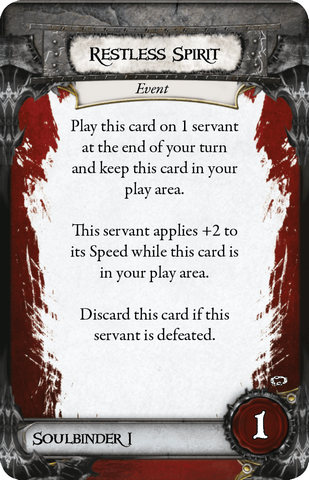 Restless Spirit
Event
Play this card on 1 servant
at the end of your turn
and keep this card in your
play area.
This servant applies +2 to
its Speed while this card is
in your play area.
Discard this card if this
servant is defeated.
1
Soulbinder I